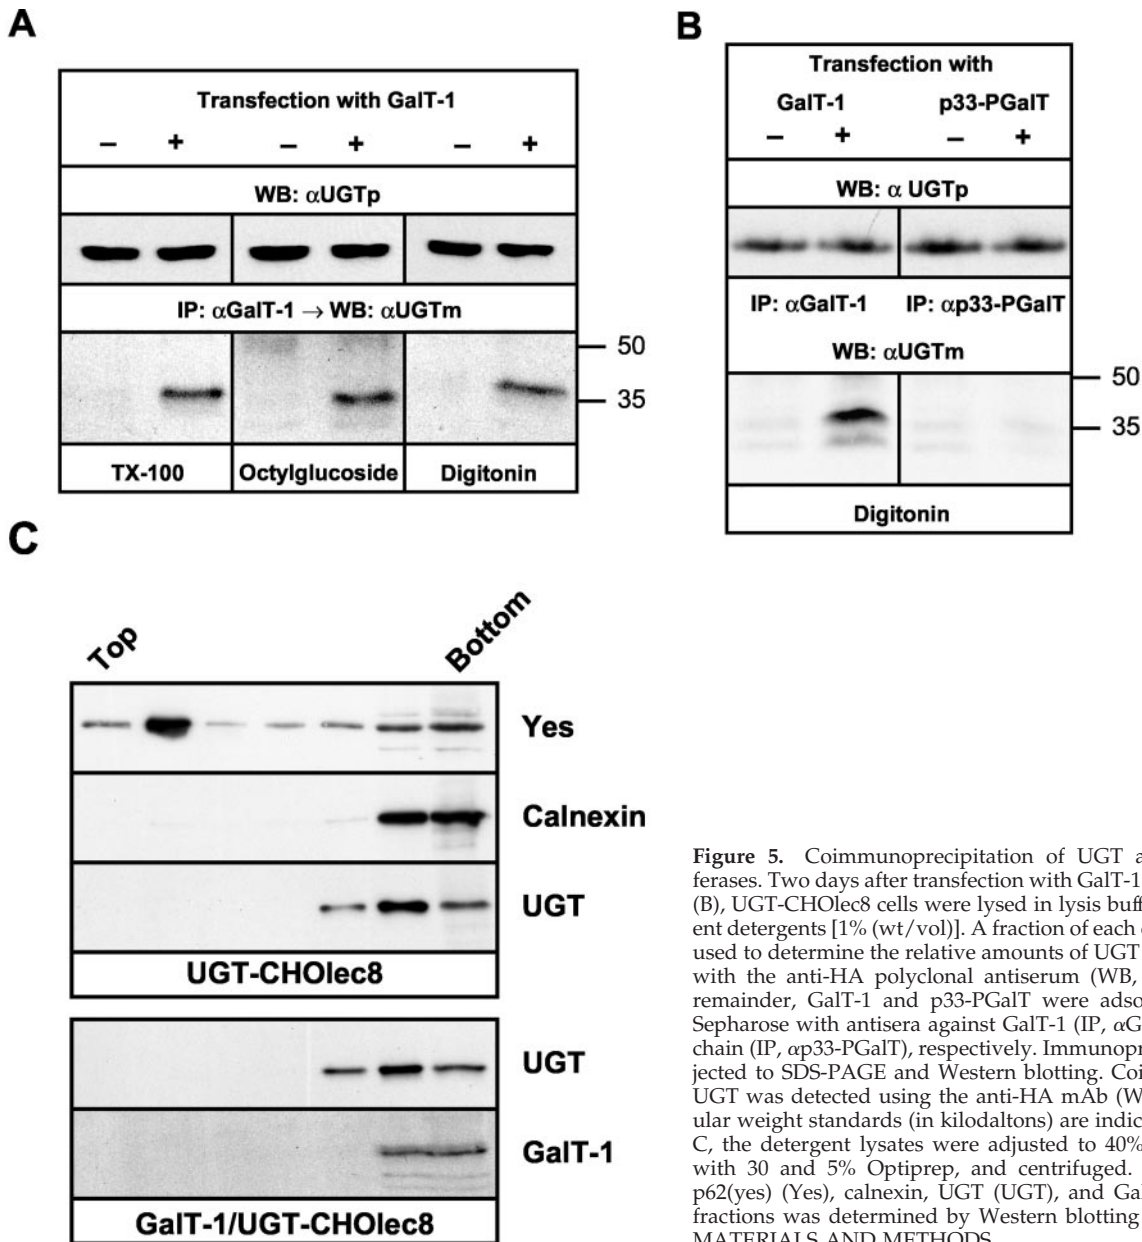 A
Transfection with GalT-1
– + – + – +
WB: αUGTp
IP: αGalT-1 → WB: αUGTm
50
35
TX-100 Octylglucoside Digitonin
B
Transfection with
GalT-1 p33-PGalT
– + – +
WB: α UGTp
IP: αGalT-1 IP: αp33-PGalT
WB: αUGTm
50
35
Digitonin
C
Top Bottom
Yes
Calnexin
UGT
UGT-CHOlec8
UGT
GalT-1
GalT-1/UGT-CHOlec8
Figure 5. Coimmunoprecipitation of UGT a
ferases. Two days after transfection with GalT-1
(B), UGT-CHOlec8 cells were lysed in lysis buff
ent detergents [1% (wt/vol)]. A fraction of each
used to determine the relative amounts of UGT
with the anti-HA polyclonal antiserum (WB,
remainder, GalT-1 and p33-PGalT were adso
Sepharose with antisera against GalT-1 (IP, αG
chain (IP, αp33-PGalT), respectively. Immunopr
jected to SDS-PAGE and Western blotting. Coi
UGT was detected using the anti-HA mAb (W
ular weight standards (in kilodaltons) are indic
C, the detergent lysates were adjusted to 40%
with 30 and 5% Optiprep, and centrifuged.
p62(yes) (Yes), calnexin, UGT (UGT), and Gal
fractions was determined by Western blotting
MATERIALS AND METHODS